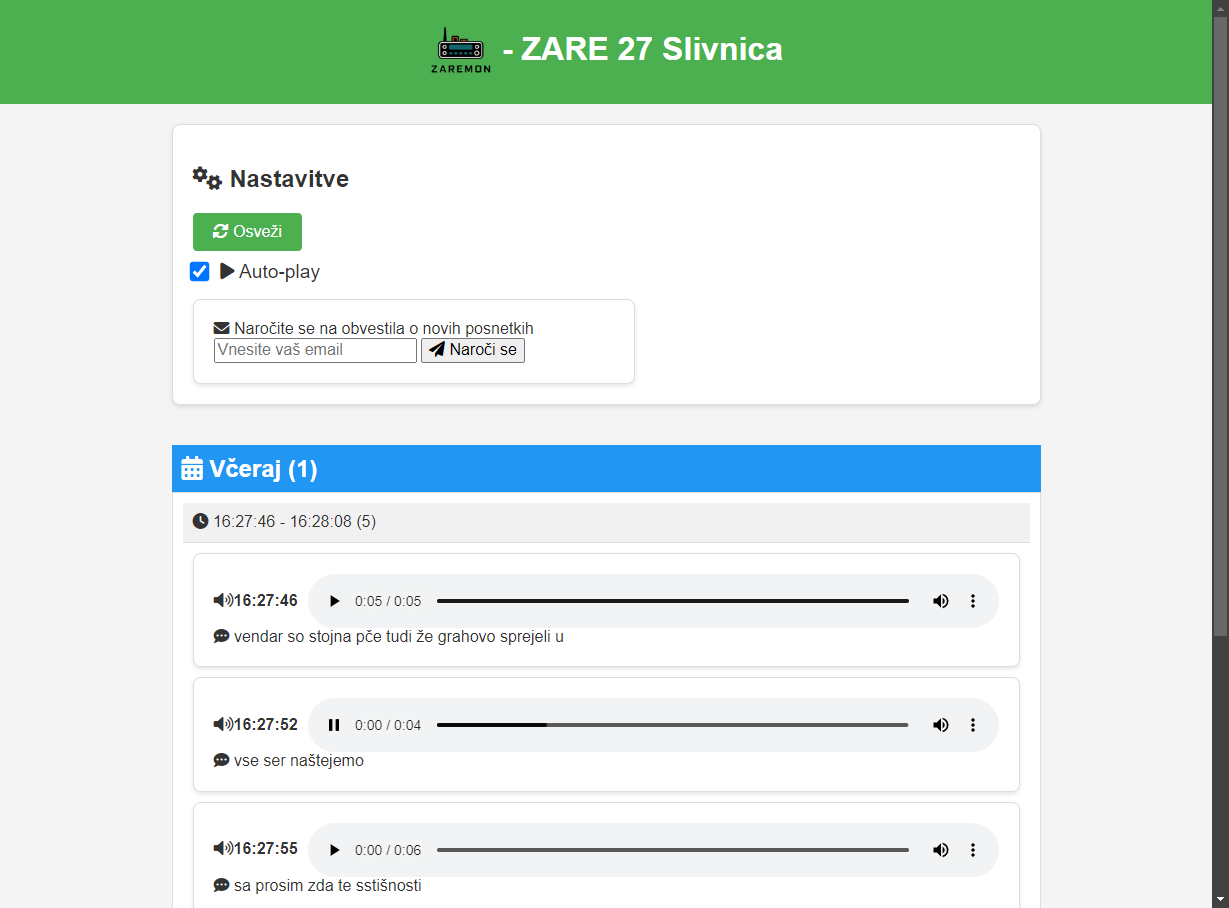 ZAREMON
- ZARE 27 Slivnica
Nastavitve
Osveži
Auto-play
Naročite se na obvestila o novih posnetkih
Vnesite vaš email
Naroči se
Včeraj (1)
16:27:46 - 16:28:08 (5)
16:27:46
0:05 / 0:05
vendar so stojna pče tudi že grahovo sprejeli u
16:27:52
0:00 / 0:04
vse ser naštejemo
16:27:55
0:00 / 0:06
sa prosim zda te sstišnosti